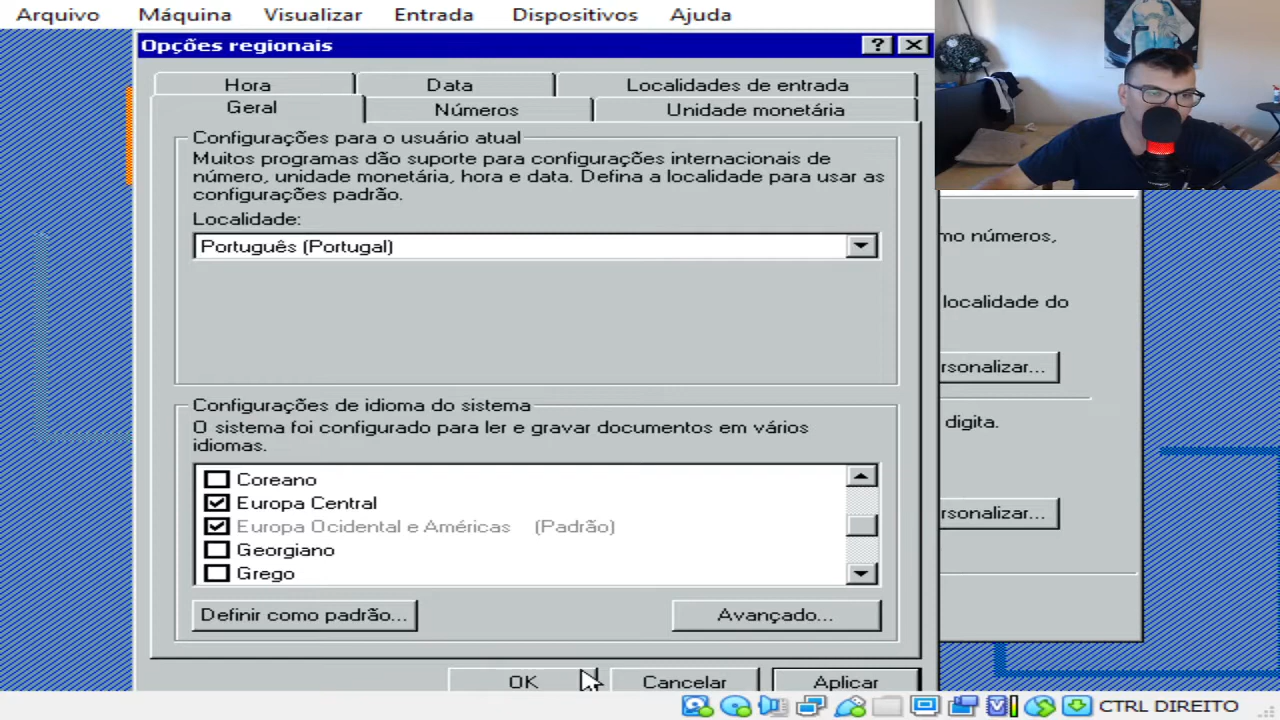 Arquivo Máquina Visualizar Entrada Dispositivos Ajuda
Opções regionais
Hora Data Localidades de entrada
Geral Números Unidade monetária
Configurações para o usuário atual
Muitos programas dão suporte para configurações internacionais de
número, unidade monetária, hora e data. Defina a localidade para usar as
configurações padrão.
Localidade:
Português (Portugal)
Configurações de idioma do sistema
O sistema foi configurado para ler e gravar documentos em vários
idiomas.
Coreano
Europa Central
Europa Ocidental e Américas (Padrão)
Georgiano
Grego
Definir como padrão... Avançado...
OK Cancelar Aplicar
mo números,
localidade do
rsonalizar...
digita.
rsonalizar...
CTRL DIREITO